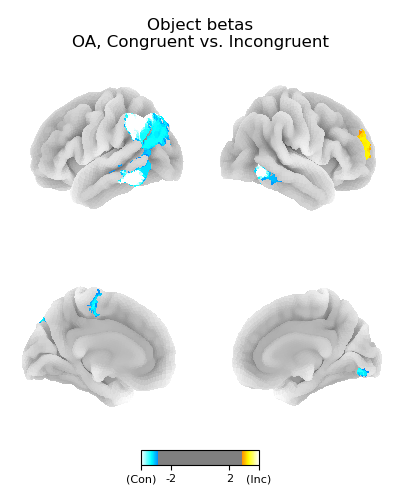 Object betas
OA, Congruent vs. Incongruent
(Con) -2 2 (Inc)